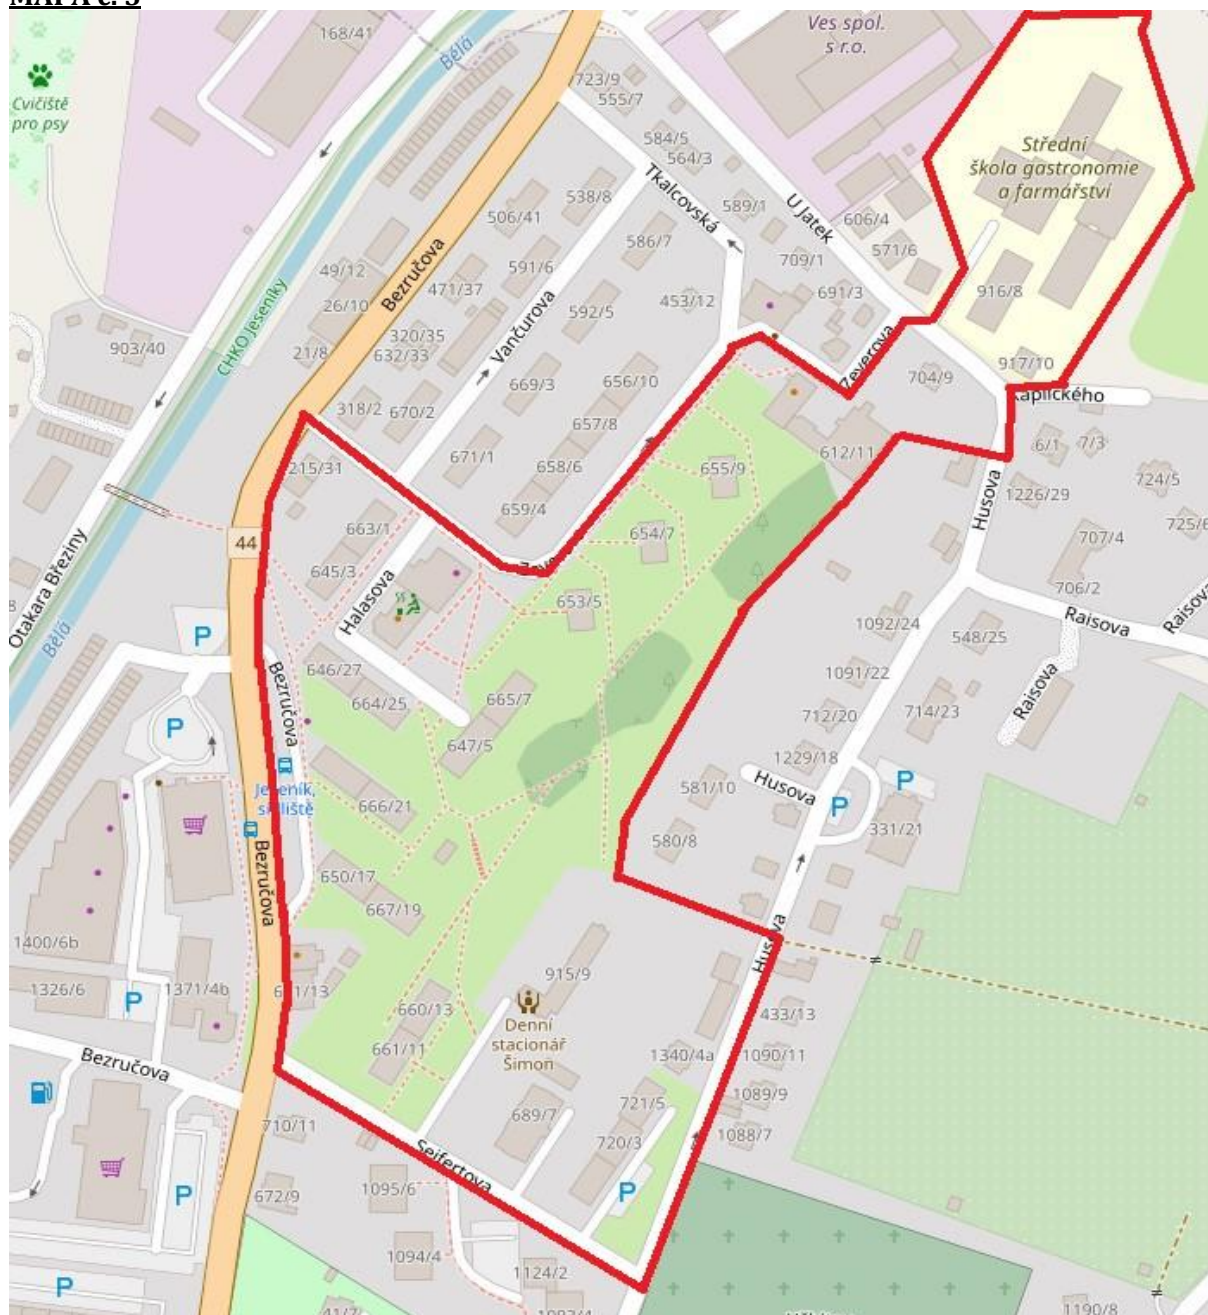 MAPA č. 3
168/41
Bělá
Ves spol.
s r.o.
Cvičiště
pro psy
723/9
555/7
584/5
564/3
Střední
škola gastronomie
a farmářství
Tkalcovská
538/8
506/41
589/1
U Jatek
606/4
586/7
571/6
Bezručova
49/12
591/6
709/1
471/37
453/12
691/3
916/8
26/10
CHKO Jeseníky
592/5
320/35
Vančurova
903/40
21/8
632/33
Zeyerova
917/10
669/3
656/10
704/9
Kaplického
318/2
670/2
657/8
6/1
7/3
671/1
612/11
215/31
658/6
655/9
724/5
1226/29
659/4
Husova
663/1
654/7
725/6
44
707/4
645/3
Otakara Březiny
Halasova
653/5
706/2
Raisova
Raisova
1092/24
548/25
Bělá
P
646/27
1091/22
Bezručova
664/25
665/7
Raisova
712/20
714/23
P
647/5
1229/18
Husova
P
581/10
P
Jeseník,
666/21
331/21
580/8
Bezručova
650/17
667/19
Husova
1400/6b
915/9
1326/6
1371/4b
P
660/13
433/13
Denní
stacionář
Šimon
661/11
1340/4a
1090/11
Bezručova
1089/9
689/7
721/5
710/11
1088/7
720/3
Seifertova
1095/6
P
672/9
P
1094/4
1124/2
P
1190/8